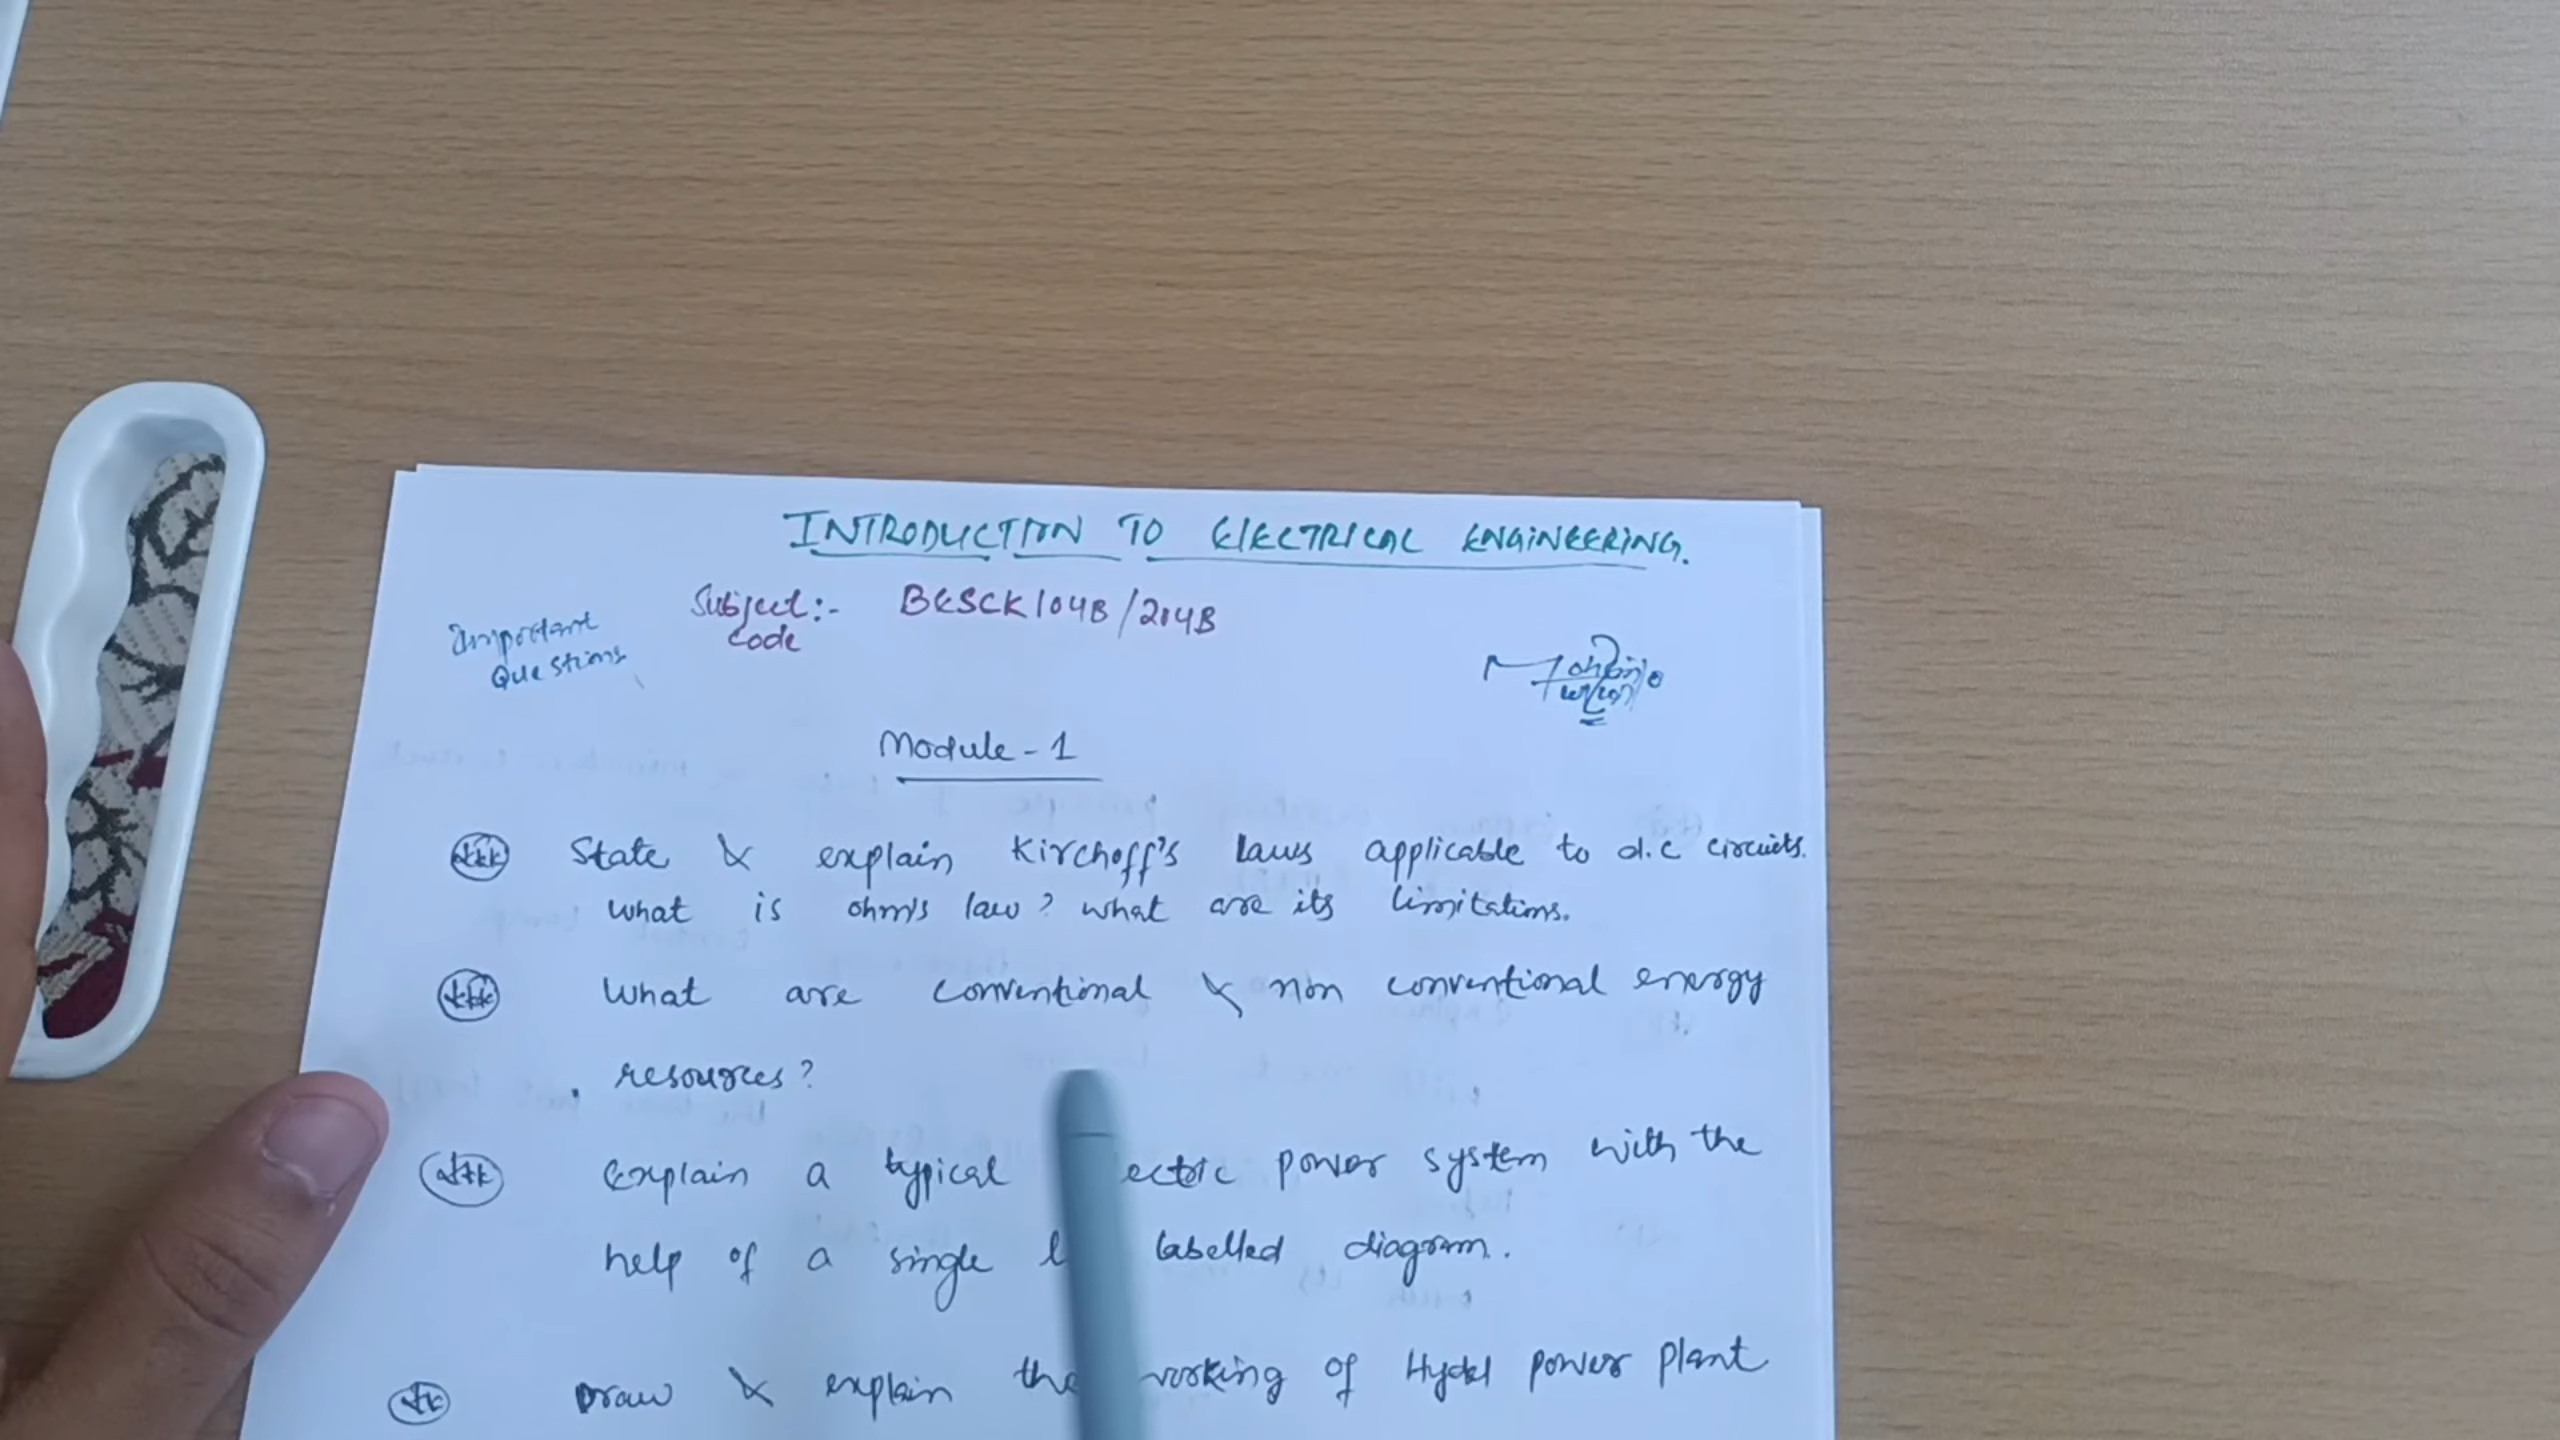 INTRODUCTION TO ElECTRICAL ENGINEERING.
Subject:- BESCK104B/204B
code
Important
Questions
Module - 1
*** State & explain Kirchoff's laws applicable to d.c circuits.
what is ohm's law? what are its limitations.
*** What are conventional & non conventional energy
resources?
*** Explain a typical power system with the
help of a single labelled diagram.
** Draw & explain the working of Hydel power plant